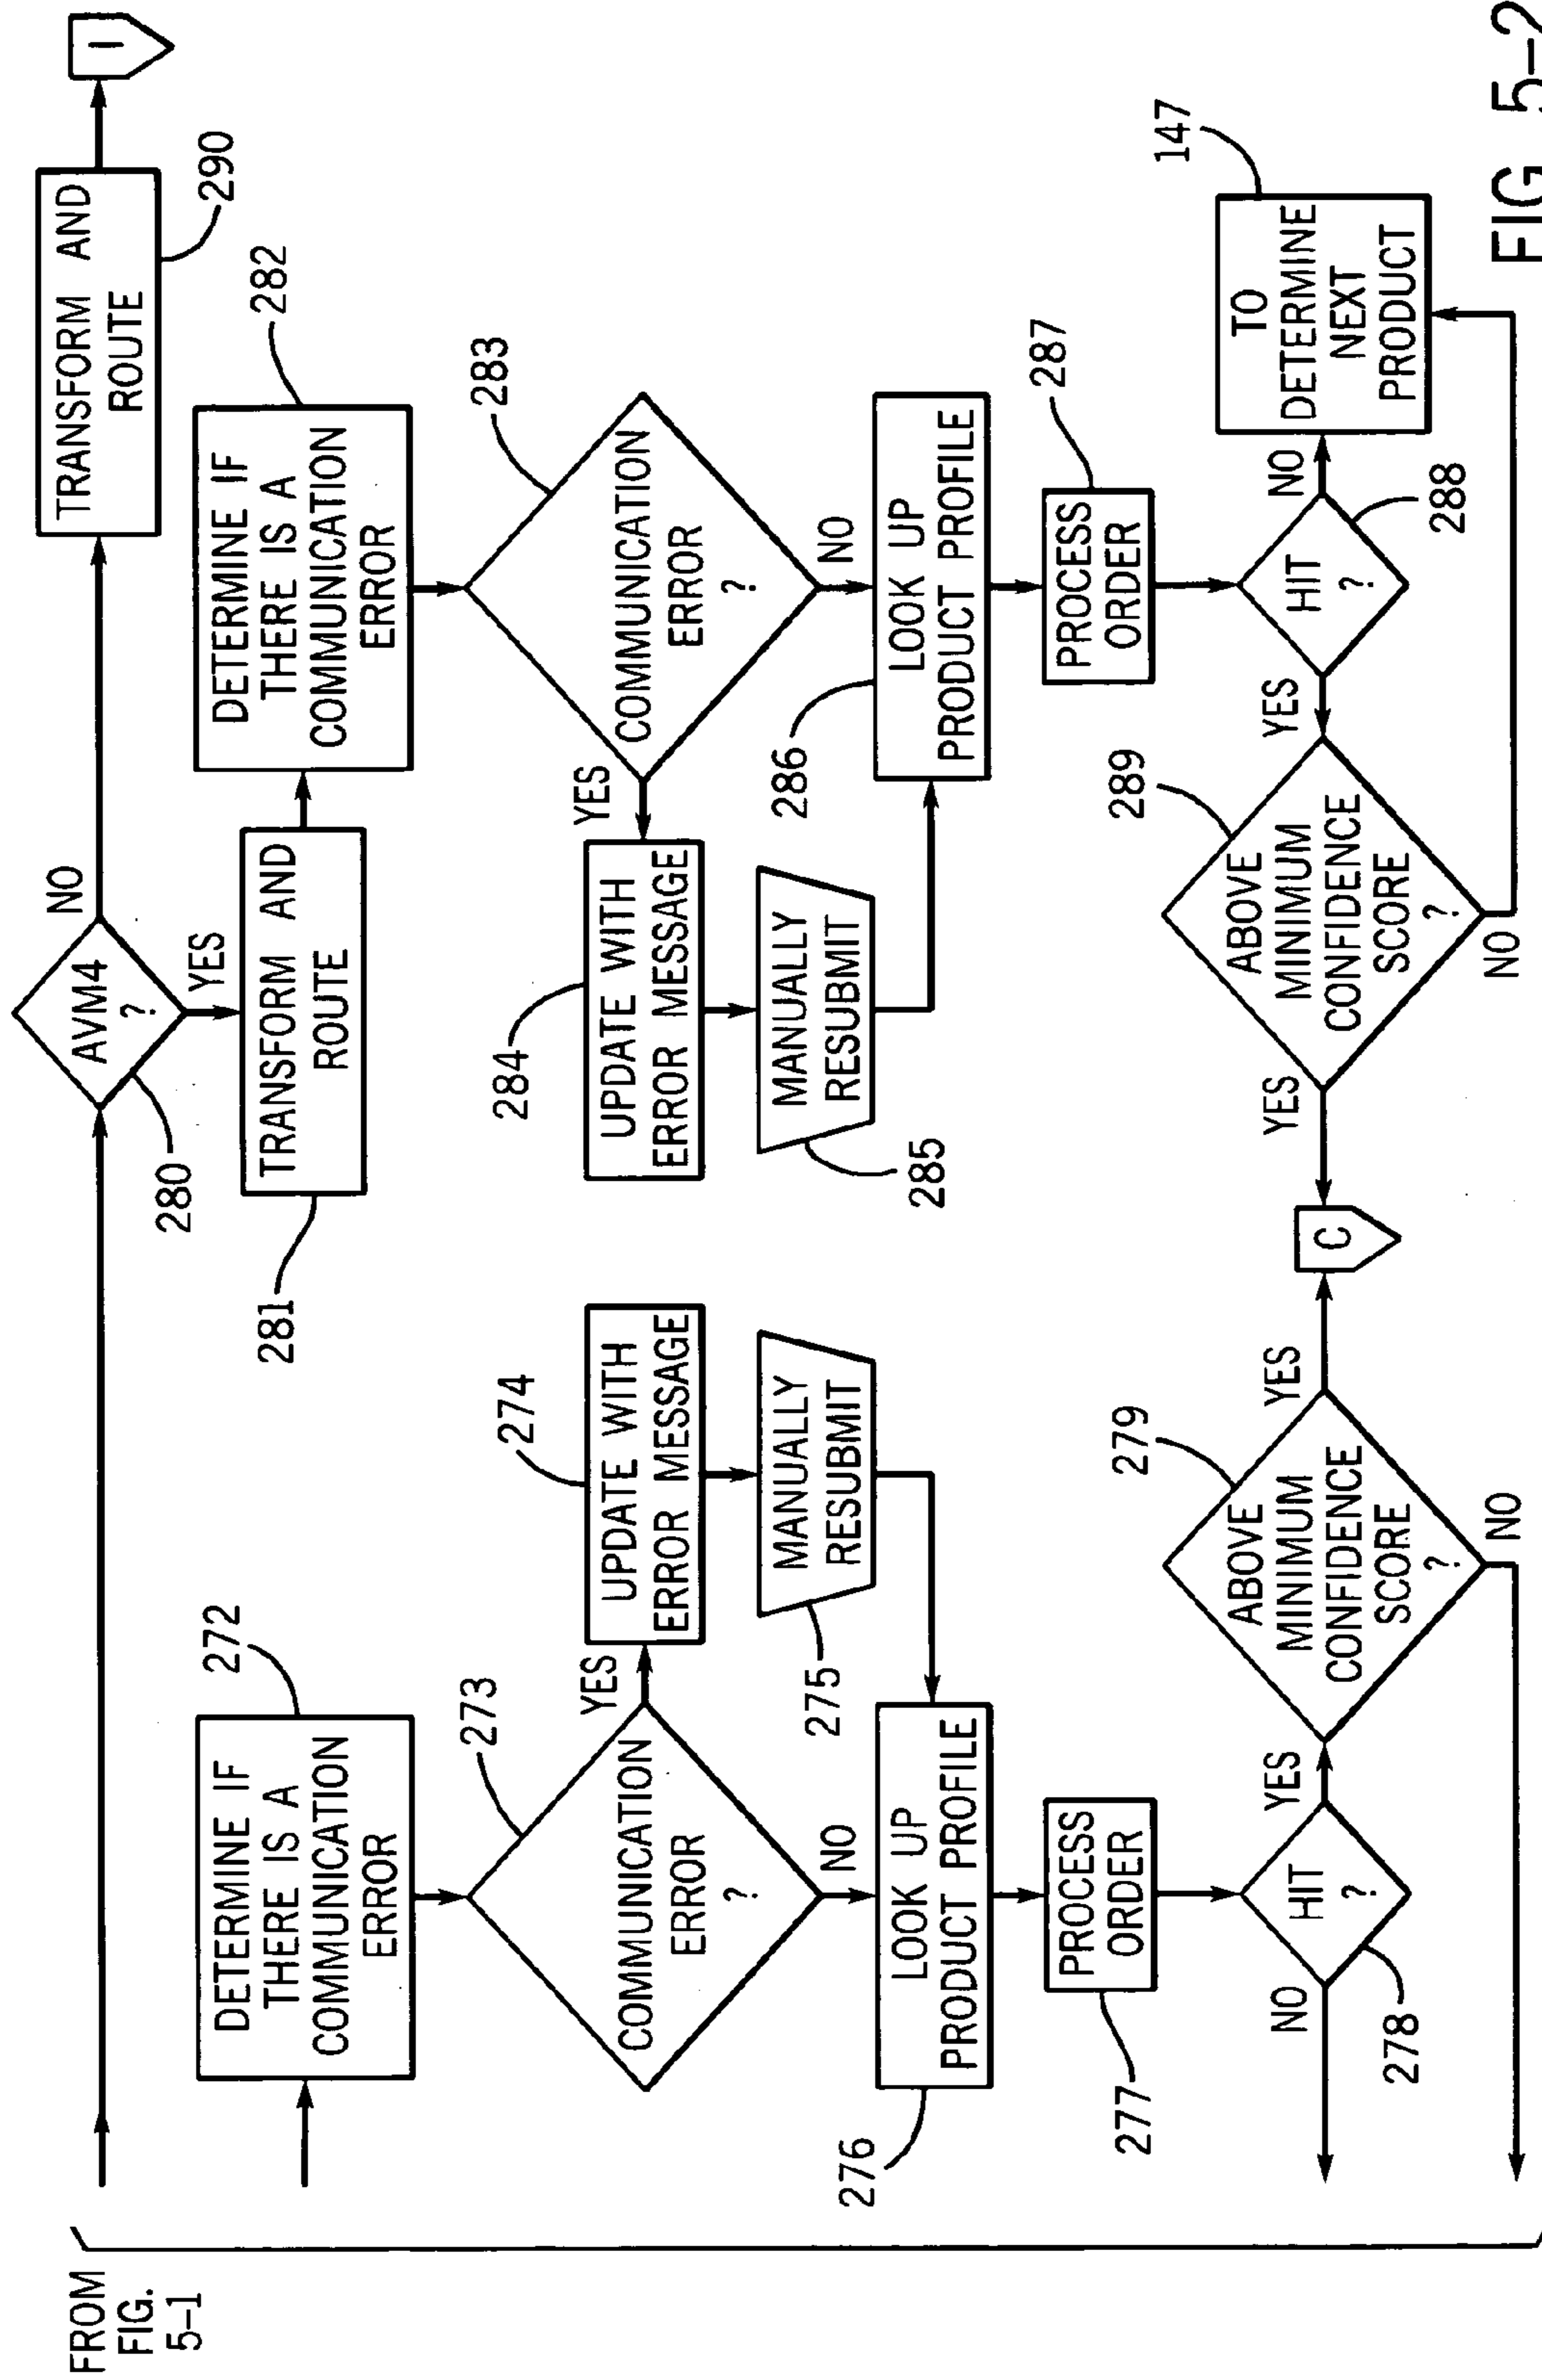 FROM
FIG.
5-1
AVM4
?
280
NO
YES
TRANSFORM AND
ROUTE
290
I
TRANSFORM AND
ROUTE
281
DETERMINE IF
THERE IS A
COMMUNICATION
ERROR
272
COMMUNICATION
ERROR
?
273
YES
NO
UPDATE WITH
ERROR MESSAGE
274
MANUALLY
RESUBMIT
275
LOOK UP
PRODUCT PROFILE
276
PROCESS
ORDER
277
HIT
?
278
NO
YES
ABOVE
MINIMUM
CONFIDENCE
SCORE
?
279
YES
NO
C
DETERMINE IF
THERE IS A
COMMUNICATION
ERROR
282
COMMUNICATION
ERROR
?
283
YES
NO
UPDATE WITH
ERROR MESSAGE
284
MANUALLY
RESUBMIT
285
LOOK UP
PRODUCT PROFILE
286
PROCESS
ORDER
287
HIT
?
288
YES
NO
ABOVE
MINIMUM
CONFIDENCE
SCORE
?
289
YES
NO
TO
DETERMINE
NEXT
PRODUCT
147
FIG. 5-2